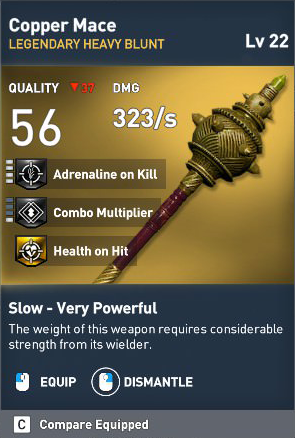 Copper Mace
LEGENDARY HEAVY BLUNT
Lv 22
QUALITY ▼37 DMG
56 323/s
Adrenaline on Kill
Combo Multiplier
Health on Hit
Slow - Very Powerful
The weight of this weapon requires considerable
strength from its wielder.
EQUIP DISMANTLE
C Compare Equipped